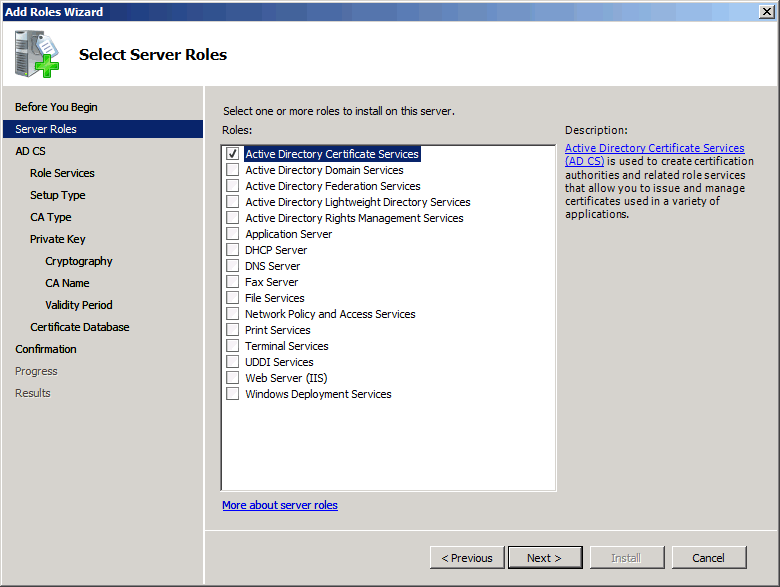 Add Roles Wizard
Select Server Roles
Before You Begin
Server Roles
AD CS
Role Services
Setup Type
CA Type
Private Key
Cryptography
CA Name
Validity Period
Certificate Database
Confirmation
Progress
Results
Select one or more roles to install on this server.
Roles:
Active Directory Certificate Services
Active Directory Domain Services
Active Directory Federation Services
Active Directory Lightweight Directory Services
Active Directory Rights Management Services
Application Server
DHCP Server
DNS Server
Fax Server
File Services
Network Policy and Access Services
Print Services
Terminal Services
UDDI Services
Web Server (IIS)
Windows Deployment Services
More about server roles
Description:
Active Directory Certificate Services
(AD CS) is used to create certification
authorities and related role services
that allow you to issue and manage
certificates used in a variety of
applications.
< Previous
Next >
Install
Cancel